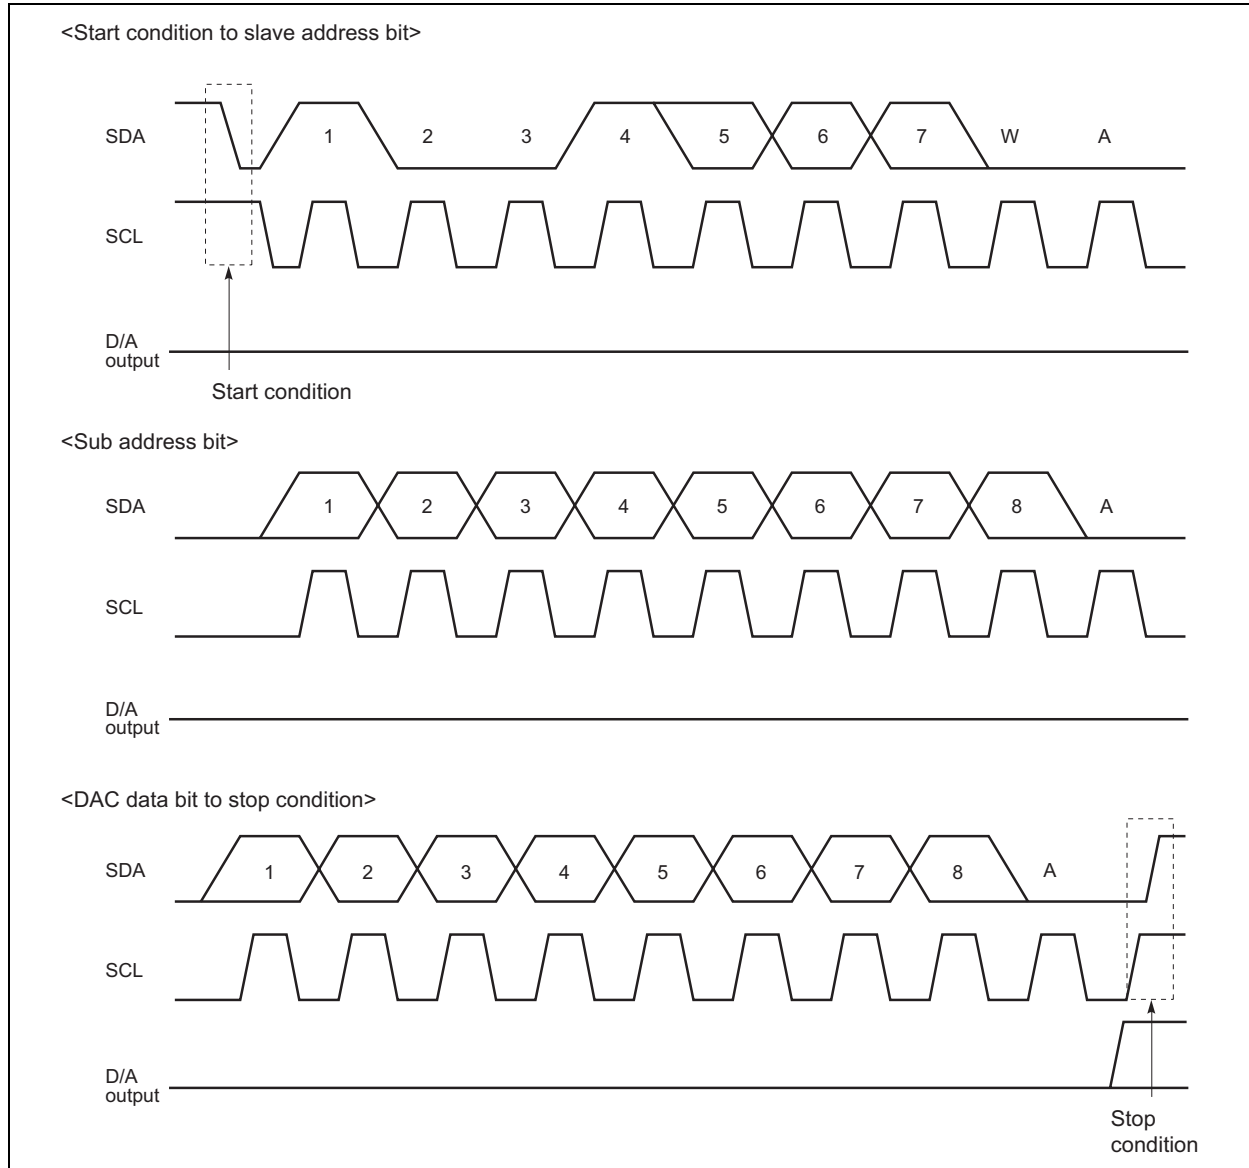 <Start condition to slave address bit>
SDA 1 2 3 4 5 6 7 W A
SCL
D/A
output
Start condition
<Sub address bit>
SDA 1 2 3 4 5 6 7 8 A
SCL
D/A
output
<DAC data bit to stop condition>
SDA 1 2 3 4 5 6 7 8 A
SCL
D/A
output
Stop
condition